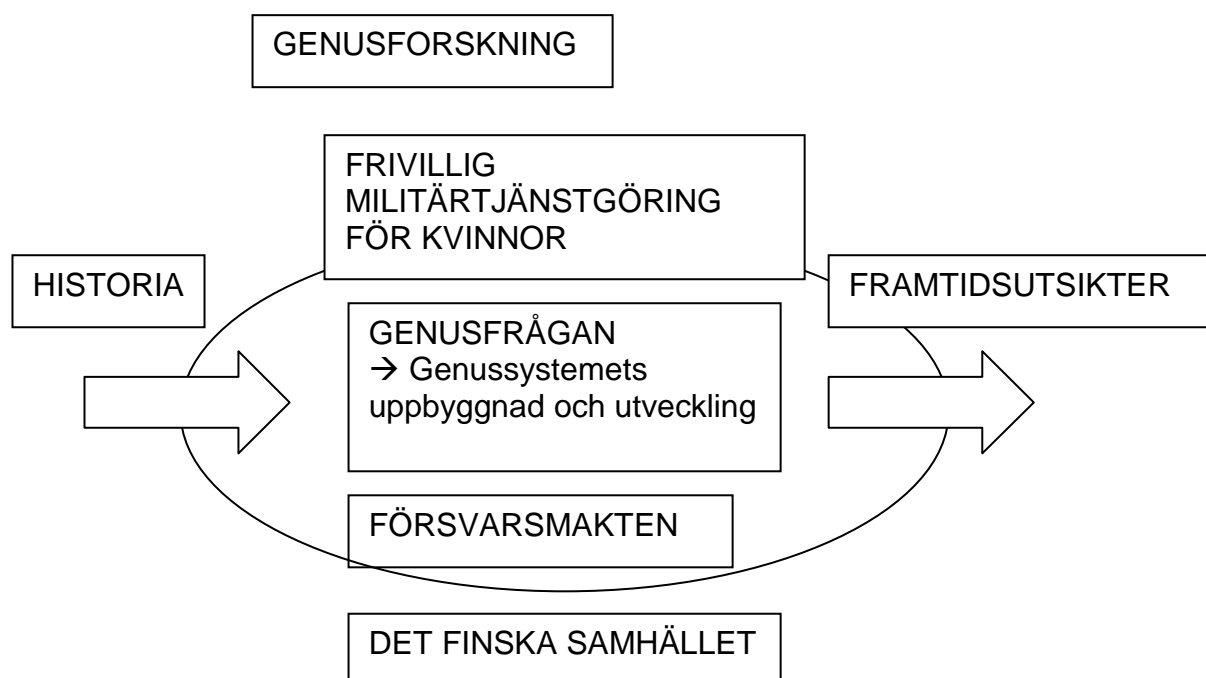 GENUSFORSKNING
FRIVILLIG
MILITÄRTJÄNSTGÖRING
FÖR KVINNOR
HISTORIA
FRAMTIDSUTSIKTER
GENUSFRÅGAN
→ Genussystemets
uppbyggnad och utveckling
FÖRSVARSMAKTEN
DET FINSKA SAMHÄLLET